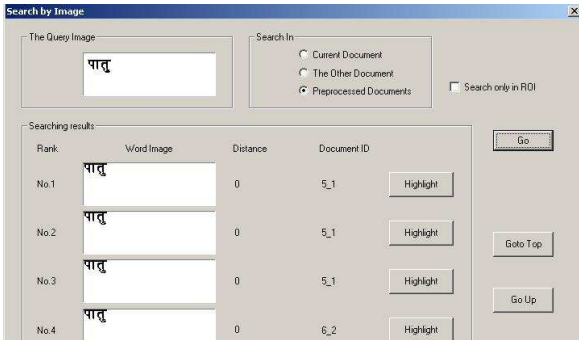 Search by Image
The Query Image
पातु
Search In
Current Document
The Other Document
Preprocessed Documents
Search only in ROI
Searching results
Go
Rank Word Image Distance Document ID
No.1 पातु 0 5_1 Highlight
No.2 पातु 0 5_1 Highlight
Goto Top
No.3 पातु 0 5_1 Highlight
Go Up
No.4 पातु 0 6_2 Highlight